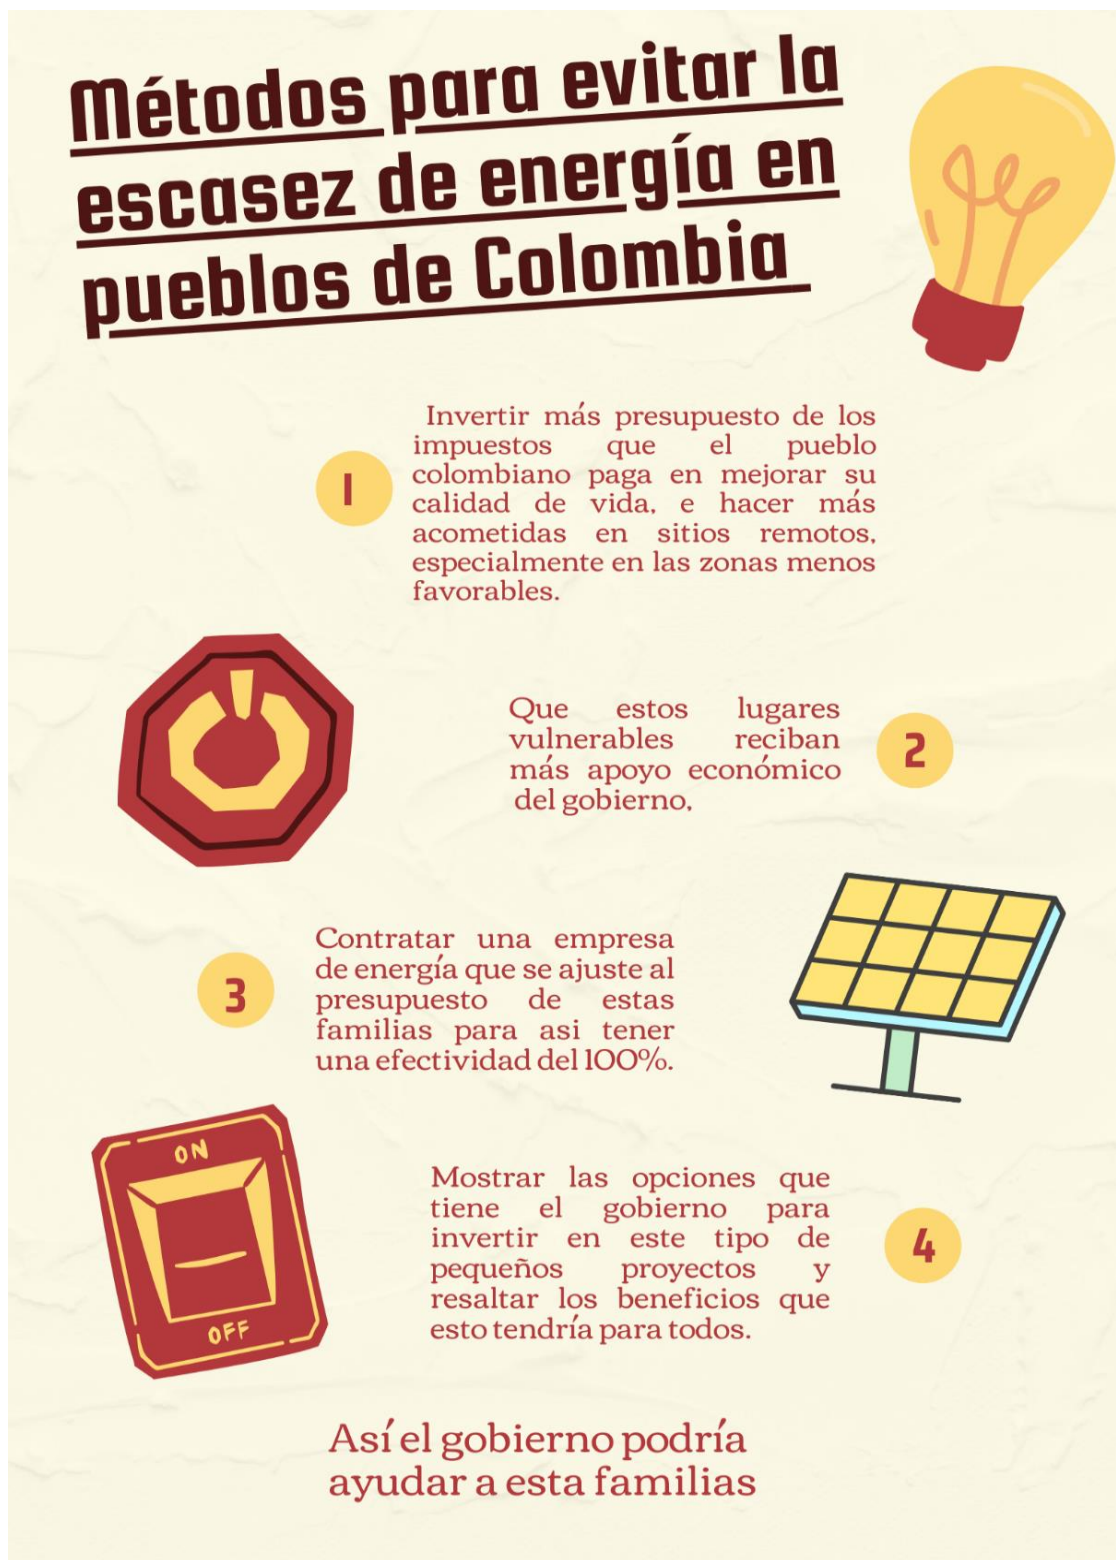 Métodos para evitar la
escasez de energía en
pueblos de Colombia
1
Invertir más presupuesto de los
impuestos que el pueblo
colombiano paga en mejorar su
calidad de vida, e hacer más
acometidas en sitios remotos,
especialmente en las zonas menos
favorables.
Que estos lugares
vulnerables reciban
más apoyo económico
del gobierno,
2
3
Contratar una empresa
de energía que se ajuste al
presupuesto de estas
familias para asi tener
una efectividad del 100%.
ON
OFF
Mostrar las opciones que
tiene el gobierno para
invertir en este tipo de
pequeños proyectos y
resaltar los beneficios que
esto tendría para todos.
4
Así el gobierno podría
ayudar a esta familias